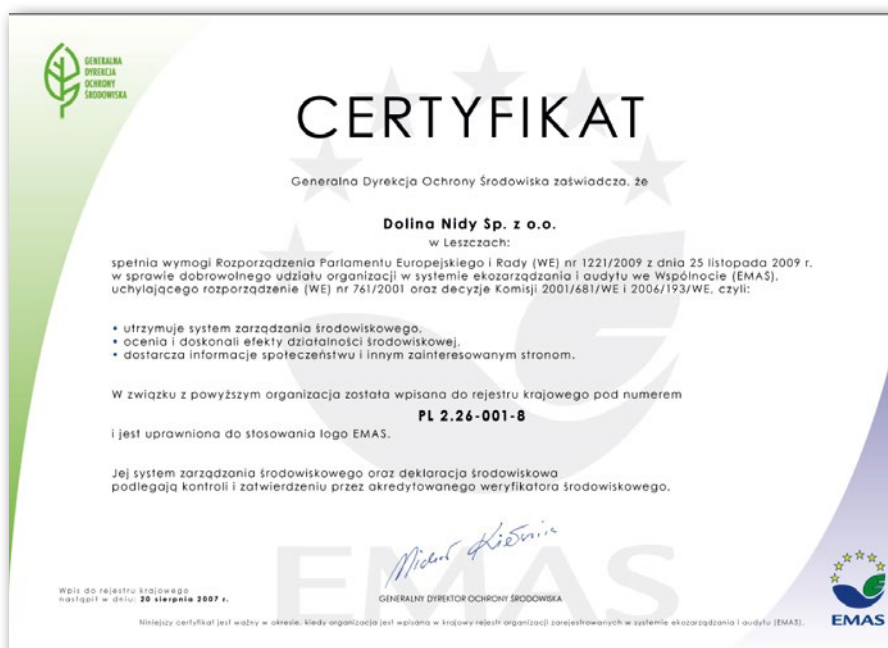 GENERALNA
DYREKCJA
OCHRONY
ŚRODOWISKA
CERTYFIKAT
Generalna Dyrekcja Ochrony Środowiska zaświadcza, że
Dolina Nidy Sp. z o.o.
w Leszczach:
spełnia wymogi Rozporządzenia Parlamentu Europejskiego i Rady (WE) nr 1221/2009 z dnia 25 listopada 2009 r.
w sprawie dobrowolnego udziału organizacji w systemie ekozarządzania i audytu we Wspólnocie (EMAS),
uchylającego rozporządzenie (WE) nr 761/2001 oraz decyzje Komisji 2001/681/WE i 2006/193/WE, czyli:
• utrzymuje system zarządzania środowiskowego,
• ocenia i doskonali efekty działalności środowiskowej,
• dostarcza informacje społeczeństwu i innym zainteresowanym stronom.
W związku z powyższym organizacja została wpisana do rejestru krajowego pod numerem
PL 2.26-001-8
i jest uprawniona do stosowania logo EMAS.
Jej system zarządzania środowiskowego oraz deklaracja środowiskowa
podlegają kontroli i zatwierdzeniu przez akredytowanego weryfikatora środowiskowego.
EMAS
Wpis do rejestru krajowego
nastąpił w dniu: 20 sierpnia 2007 r.
GENERALNY DYREKTOR OCHRONY ŚRODOWISKA
EMAS
Niniejszy certyfikat jest ważny w okresie, kiedy organizacja jest wpisana w krajowy rejestr organizacji zarejestrowanych w systemie ekozarządzania i audytu (EMAS).